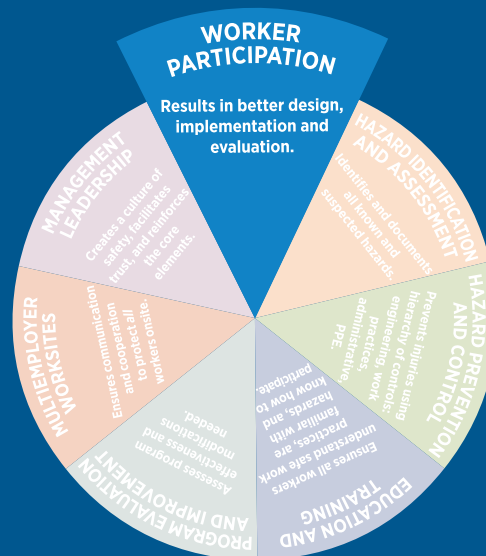 WORKER
PARTICIPATION
Results in better design,
implementation and
evaluation.
HAZARD IDENTIFICATION
AND ASSESSMENT
Identifies and documents
all known and
suspected hazards.
HAZARD PREVENTION
AND CONTROL
Prevents injuries using
hierarchy of controls:
engineering, work
practices,
administrative,
PPE.
EDUCATION AND
TRAINING
Ensures all workers
understand safe work
practices, are
familiar with
hazards, and
know how to
participate.
PROGRAM EVALUATION
AND IMPROVEMENT
Assesses program
effectiveness and
modifications
needed.
MULTIEMPLOYER
WORKSITES
Ensures communication
and cooperation
to protect all
workers onsite.
MANAGEMENT
LEADERSHIP
Creates a culture of
safety, facilitates
trust, and reinforces
the core
elements.